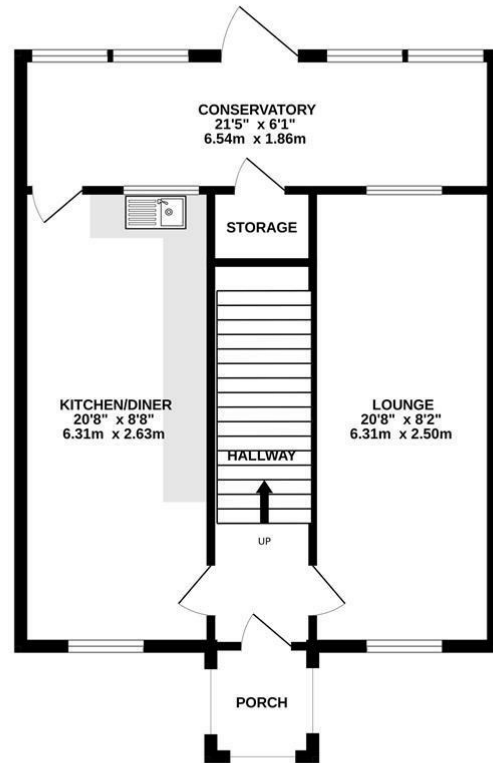 CONSERVATORY
21'5" x 6'1"
6.54m x 1.86m
STORAGE
KITCHEN/DINER
20'8" x 8'8"
6.31m x 2.63m
LOUNGE
20'8" x 8'2"
6.31m x 2.50m
HALLWAY
UP
PORCH